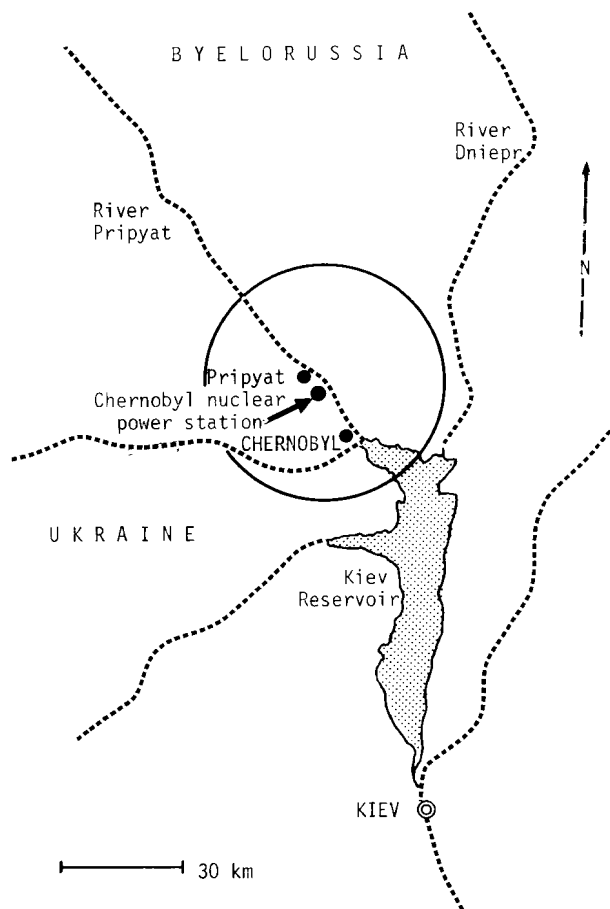 BYELORUSSIA
River
Dniepr
River
Pripyat
N
Pripyat
Chernobyl nuclear
power station
CHERNOBYL
UKRAINE
Kiev
Reservoir
KIEV
30 km